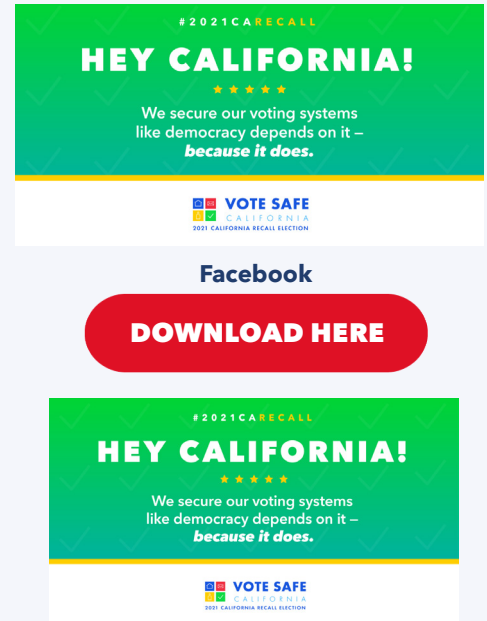 #2021CARECALL
HEY CALIFORNIA!
We secure our voting systems
like democracy depends on it –
because it does.
VOTE SAFE
CALIFORNIA
2021 CALIFORNIA RECALL ELECTION
Facebook
DOWNLOAD HERE
#2021CARECALL
HEY CALIFORNIA!
We secure our voting systems
like democracy depends on it –
because it does.
VOTE SAFE
CALIFORNIA
2021 CALIFORNIA RECALL ELECTION